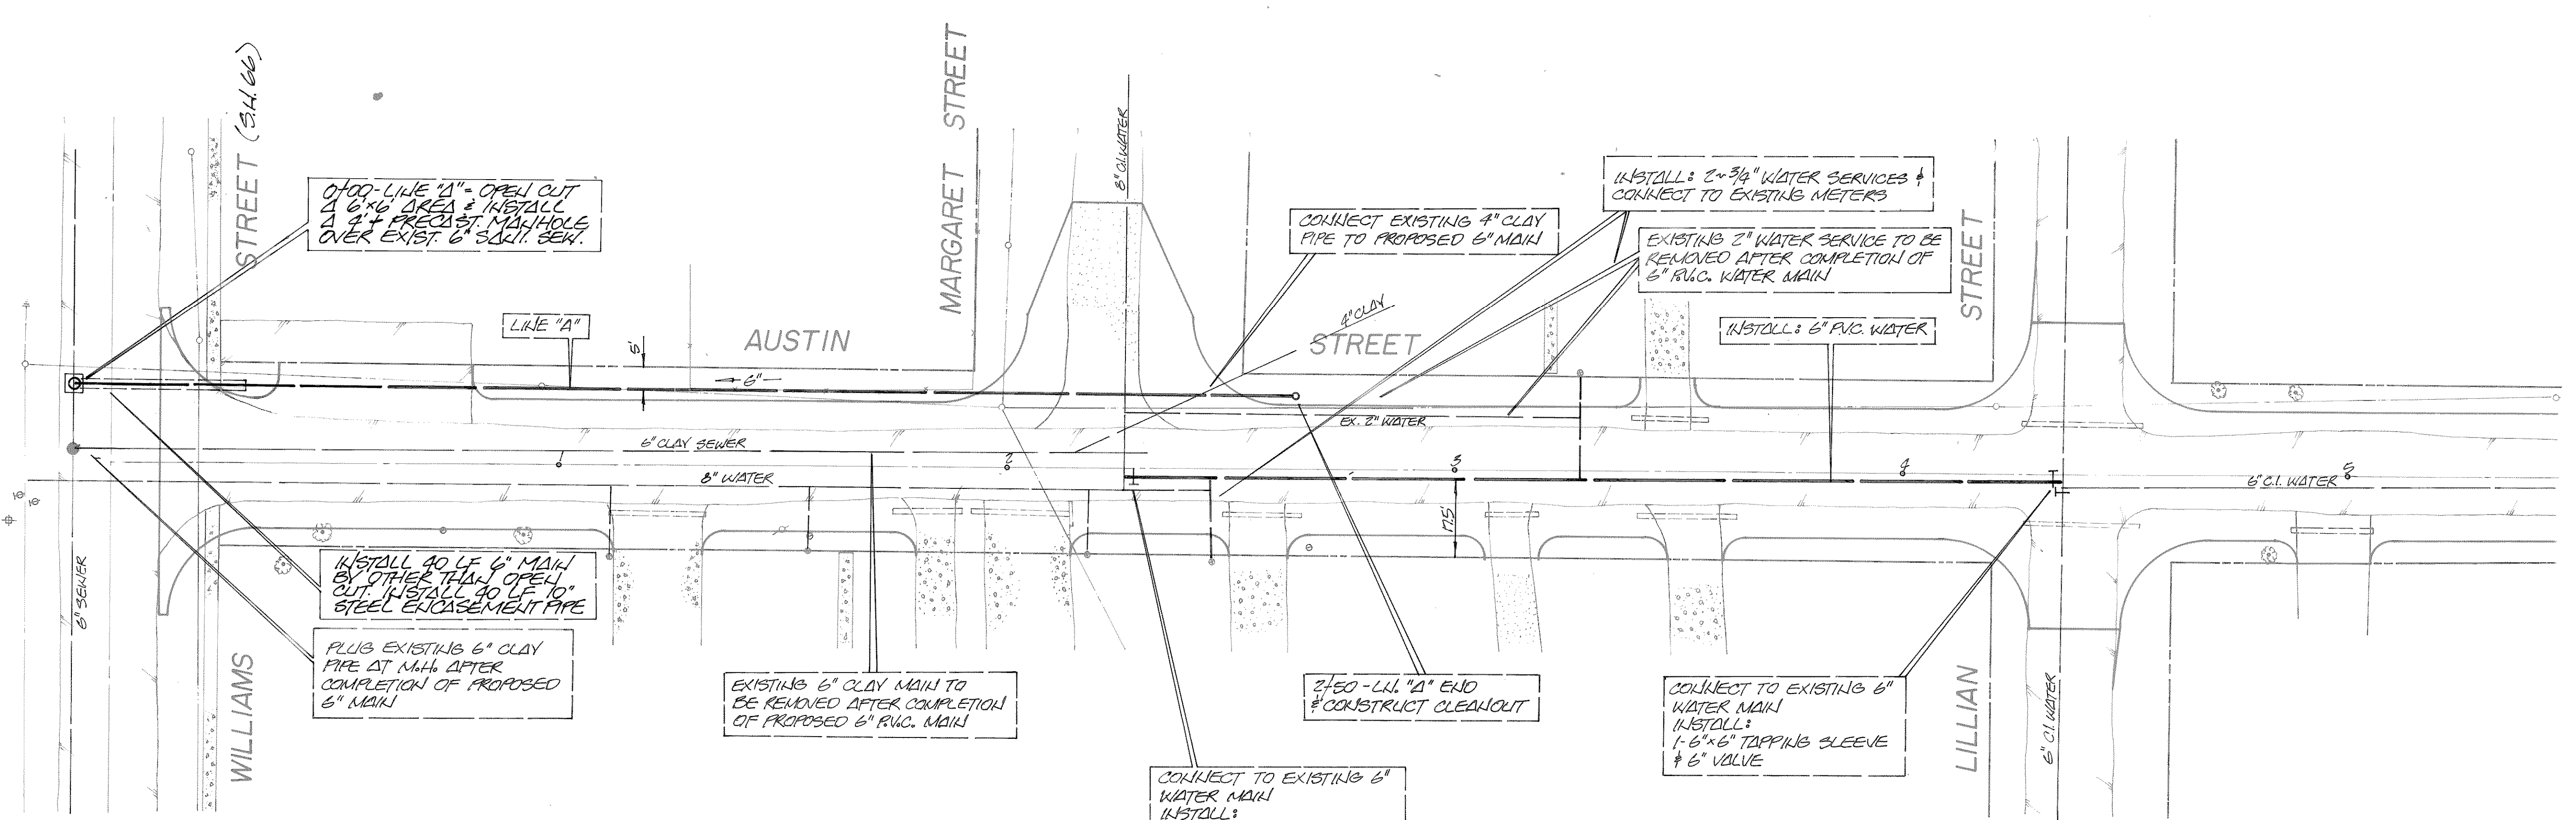 STREET (S.H. 66)
MARGARET STREET
8" C.I. WATER
0+00 - LINE "A" = OPEN CUT
A 6'x6' AREA & INSTALL
A 4' PRECAST MANHOLE
OVER EXIST. 6" SANI. SEW.
CONNECT EXISTING 4" CLAY
PIPE TO PROPOSED 6" MAIN
INSTALL: 2~3/4" WATER SERVICES &
CONNECT TO EXISTING METERS
EXISTING 2" WATER SERVICE TO BE
REMOVED AFTER COMPLETION OF
6" P.V.C. WATER MAIN
STREET
LINE "A"
5'
AUSTIN
4" CLAY
STREET
INSTALL: 6" P.V.C. WATER
6"
EX. 2" WATER
6" CLAY SEWER
1
2
3
4
5
8" WATER
6" C.I. WATER
17.5'
6" SEWER
INSTALL 40 LF 6" MAIN
BY OTHER THAN OPEN
CUT. INSTALL 40 LF 10"
STEEL ENCASEMENT PIPE
PLUG EXISTING 6" CLAY
PIPE AT M.H. AFTER
COMPLETION OF PROPOSED
6" MAIN
WILLIAMS
EXISTING 6" CLAY MAIN TO
BE REMOVED AFTER COMPLETION
OF PROPOSED 6" P.V.C. MAIN
2+50 - LN. "A" END
& CONSTRUCT CLEANOUT
CONNECT TO EXISTING 6"
WATER MAIN
INSTALL:
1-6"x6" TAPPING SLEEVE
& 6" VALVE
LILLIAN
6" C.I. WATER
CONNECT TO EXISTING 6"
WATER MAIN
INSTALL: